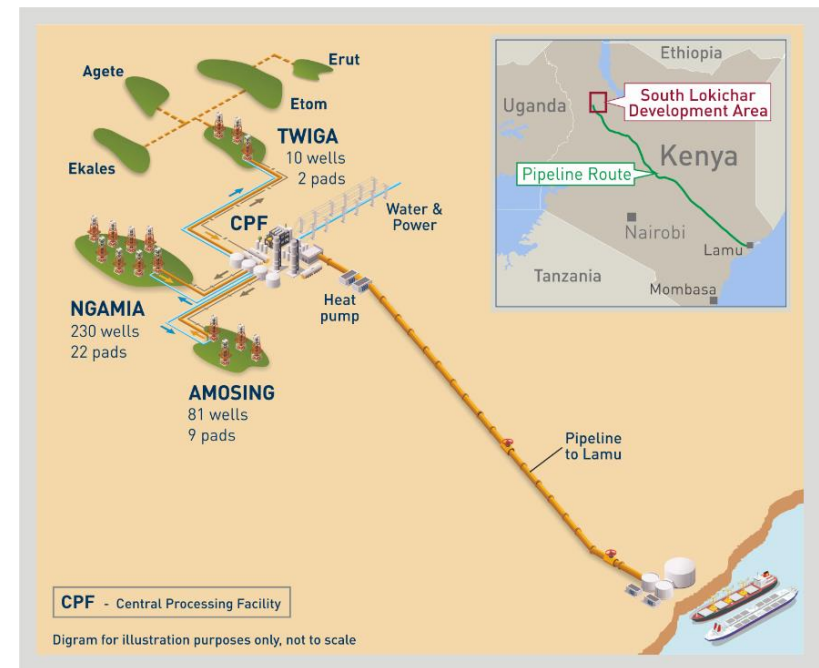 Erut
Agete
Etom
TWIGA
10 wells
2 pads
Ekales
CPF
Water &
Power
NGAMIA
230 wells
22 pads
Heat
pump
AMOSING
81 wells
9 pads
Pipeline
to Lamu
Ethiopia
Uganda
South Lokichar
Development Area
Kenya
Pipeline Route
Nairobi
Lamu
Tanzania
Mombasa
CPF - Central Processing Facility
Digram for illustration purposes only, not to scale